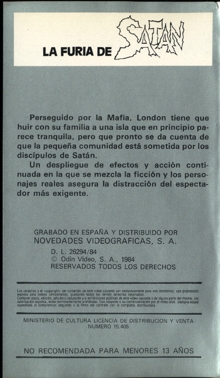 LA FURIA DE SATAN
Perseguido por la Mafia, London tiene que
huir con su familia a una isla que en principio pa-
rece tranquila, pero que pronto se da cuenta de
que la pequeña comunidad está sometida por los
discípulos de Satán.
Un despliegue de efectos y acción conti-
nuada en la que se mezcla la ficción y los perso-
najes reales asegura la distracción del especta-
dor más exigente.
GRABADO EN ESPAÑA Y DISTRIBUIDO POR
NOVEDADES VIDEOGRAFICAS, S. A.
D. L. 28294/84
© Odin Video, S. A., 1984
RESERVADOS TODOS LOS DERECHOS
MINISTERIO DE CULTURA LICENCIA DE DISTRIBUCION Y VENTA
NUMERO 16.406
NO RECOMENDADA PARA MENORES 13 AÑOS